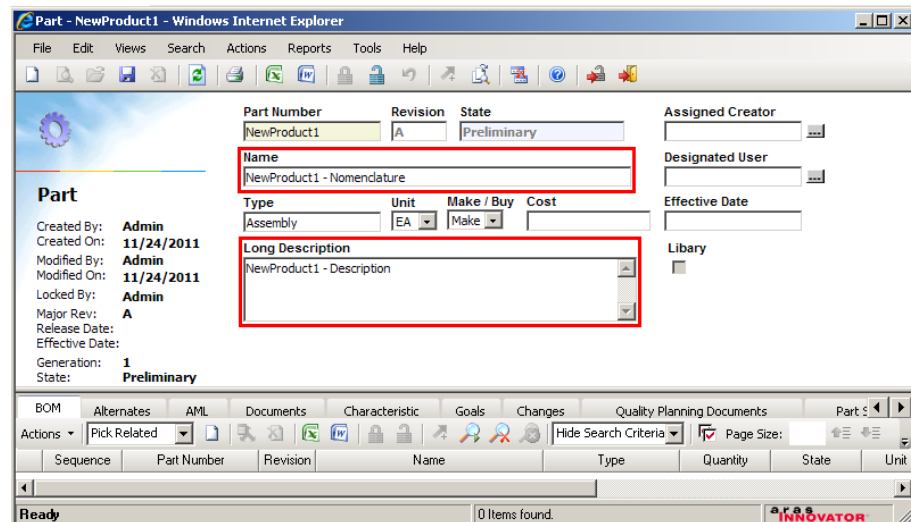 Part - NewProduct1 - Windows Internet Explorer
File Edit Views Search Actions Reports Tools Help
Part Number Revision State Assigned Creator
NewProduct1 A Preliminary ...
Name Designated User
NewProduct1 - Nomenclature ...
Type Unit Make / Buy Cost Effective Date
Assembly EA Make
Long Description Libary
NewProduct1 - Description
Part
Created By: Admin
Created On: 11/24/2011
Modified By: Admin
Modified On: 11/24/2011
Locked By: Admin
Major Rev: A
Release Date:
Effective Date:
Generation: 1
State: Preliminary
BOM Alternates AML Documents Characteristic Goals Changes Quality Planning Documents Part S
Actions Pick Related Hide Search Criteria Page Size:
Sequence Part Number Revision Name Type Quantity State Unit
Ready 0 Items found. aras INNOVATOR